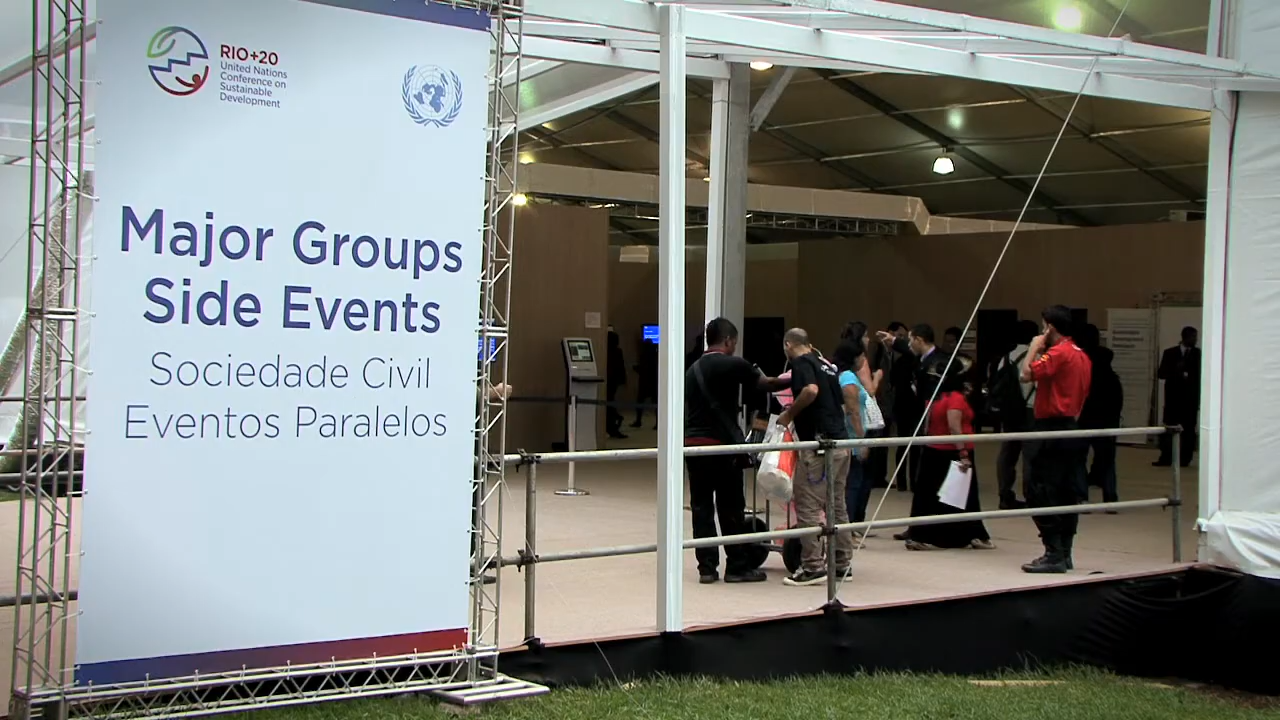 RIO+20
United Nations
Conference on
Sustainable
Development
Major Groups
Side Events
Sociedade Civil
Eventos Paralelos